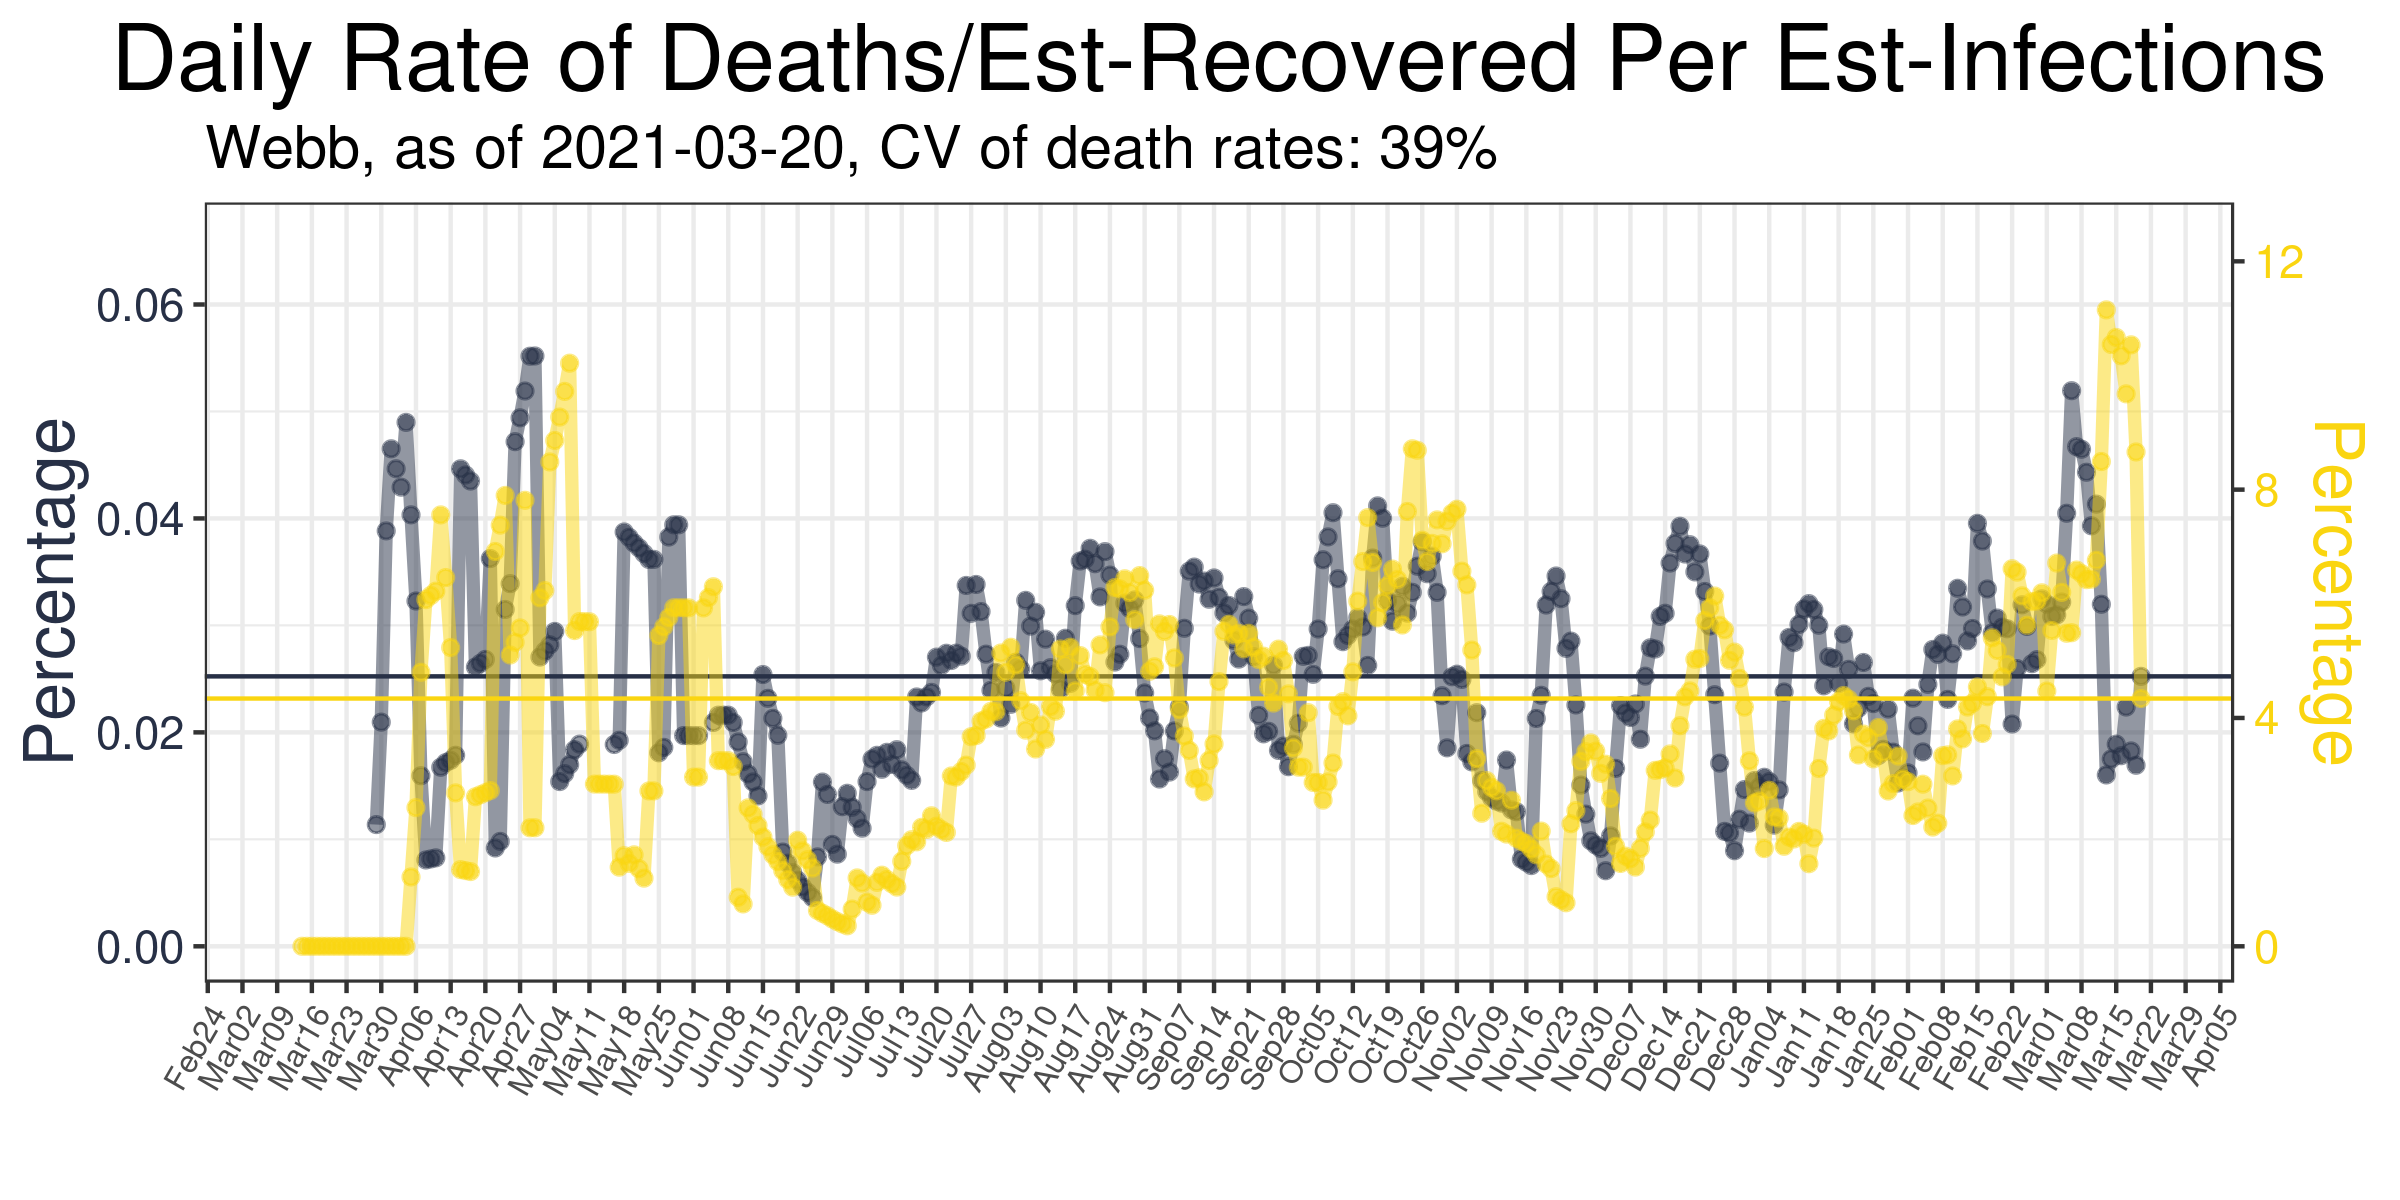 Daily Rate of Deaths/Est-Recovered Per Est-Infections
Webb, as of 2021-03-20, CV of death rates: 39%
Percentage
0.06
0.04
0.02
0.00
12
8
4
0
Percentage
Feb24
Mar02
Mar09
Mar16
Mar23
Mar30
Apr06
Apr13
Apr20
Apr27
May04
May11
May18
May25
Jun01
Jun08
Jun15
Jun22
Jun29
Jul06
Jul13
Jul20
Jul27
Aug03
Aug10
Aug17
Aug24
Aug31
Sep07
Sep14
Sep21
Sep28
Oct05
Oct12
Oct19
Oct26
Nov02
Nov09
Nov16
Nov23
Nov30
Dec07
Dec14
Dec21
Dec28
Jan04
Jan11
Jan18
Jan25
Feb01
Feb08
Feb15
Feb22
Mar01
Mar08
Mar15
Mar22
Mar29
Apr05